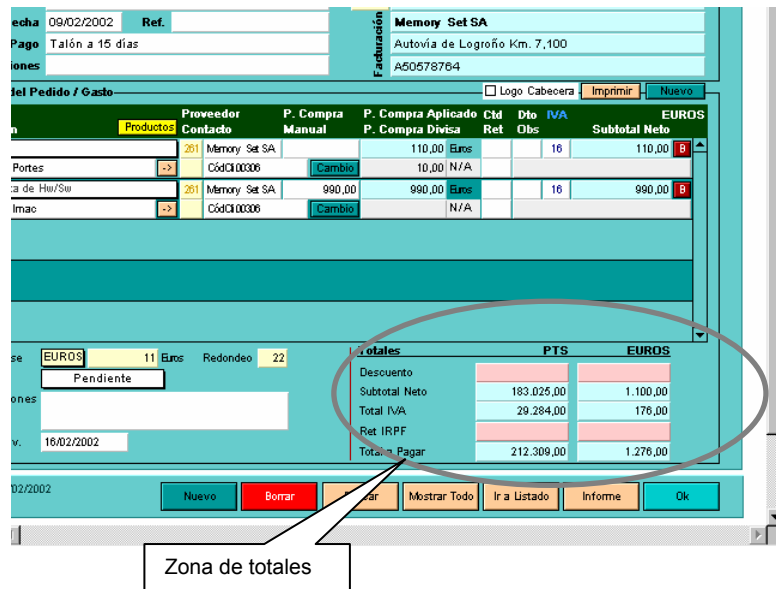 echa 09/02/2002 Ref. Memory Set SA
Pago Talón a 15 días Autovía de Logroño Km. 7,100
iones Facturación A50578764
del Pedido / Gasto Logo Cabecera Imprimir Nuevo
Proveedor P. Compra P. Compra Aplicado Ctd Dto IVA EUROS
n Productos Contacto Manual P. Compra Divisa Ret Obs Subtotal Neto
261 Memory Set SA 110,00 Euros 16 110,00 B
Portes -> CódCli00306 Cambio 10,00 N/A
ta de Hw/Sw 261 Memory Set SA 990,00 990,00 Euros 16 990,00 B
Imac -> CódCli00306 Cambio N/A
se EUROS 11 Euros Redondeo 22 Totales PTS EUROS
Pendiente Descuento
ones Subtotal Neto 183.025,00 1.100,00
Total IVA 29.284,00 176,00
Ret IRPF
v. 16/02/2002 Total a Pagar 212.309,00 1.276,00
02/2002 Nuevo Borrar Mostrar Todo Ir a Listado Informe Ok
Zona de totales